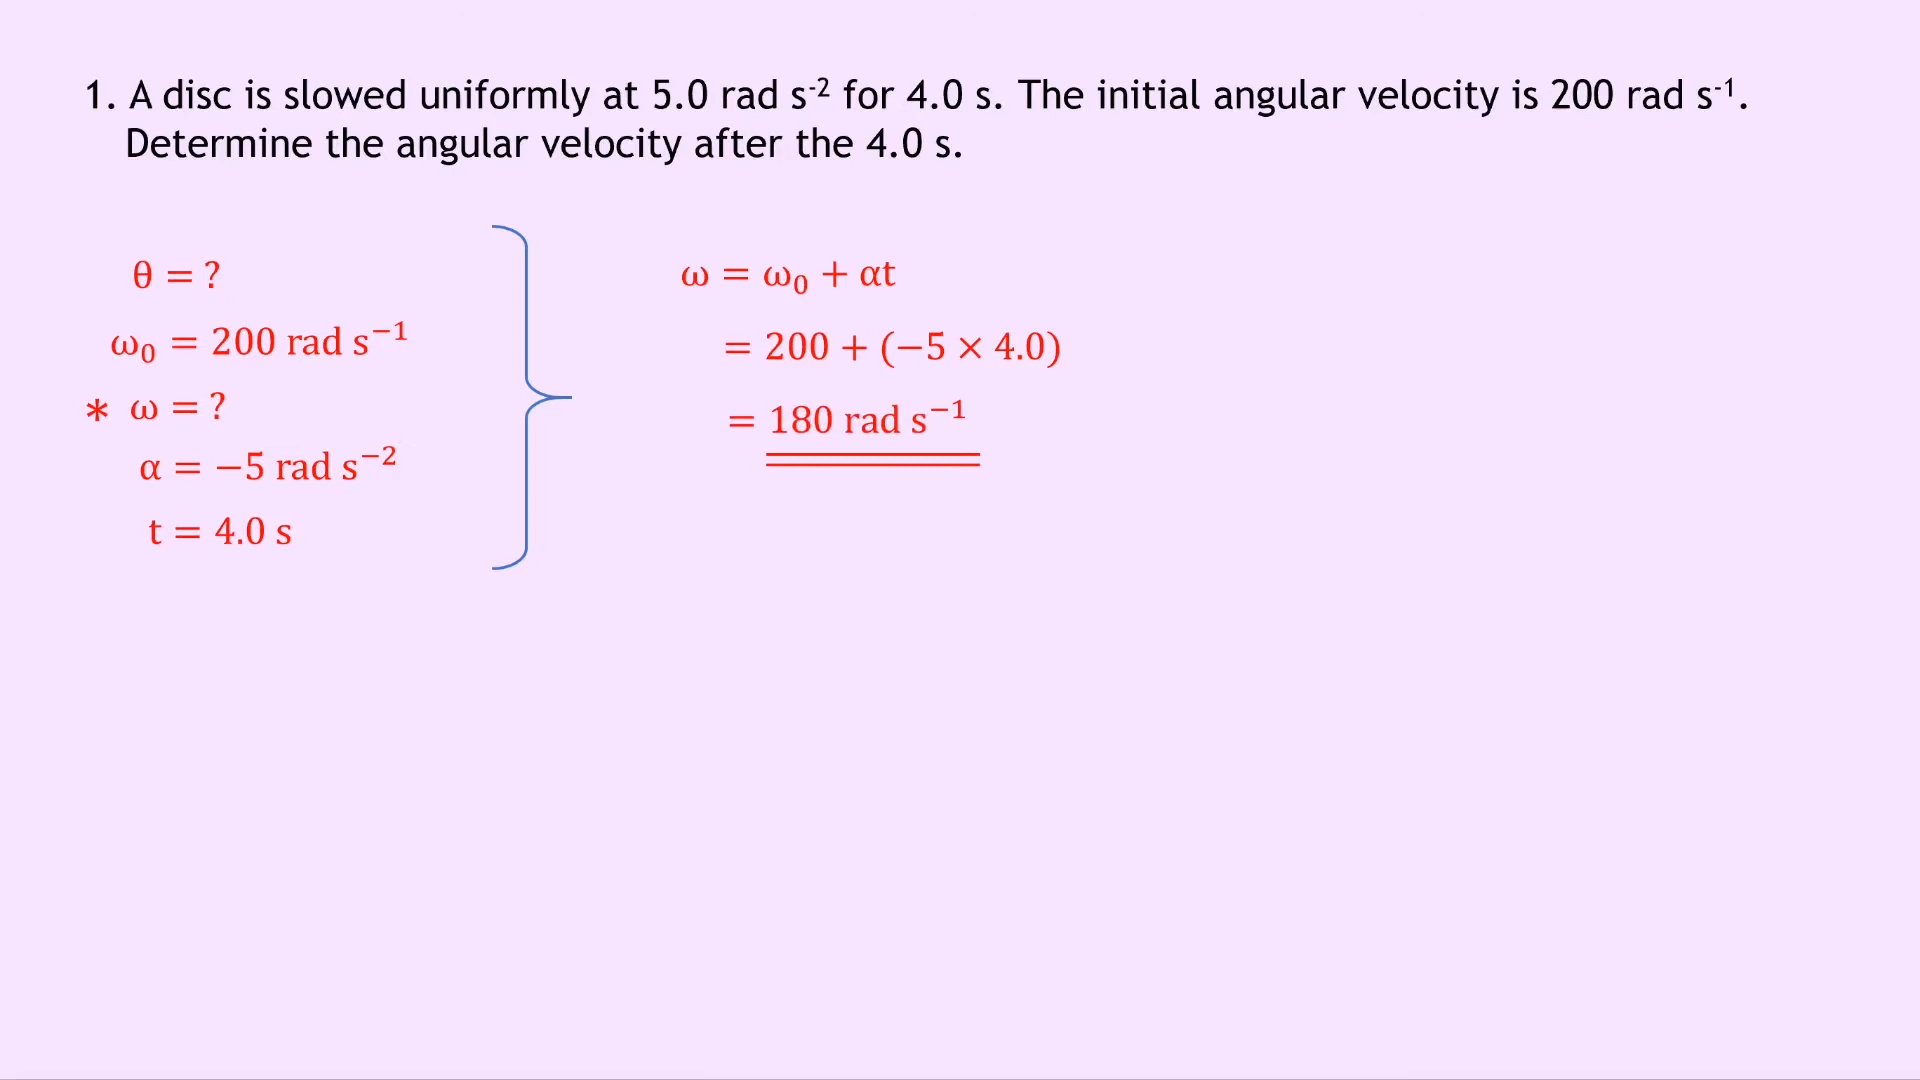 1. A disc is slowed uniformly at 5.0 rad s⁻² for 4.0 s. The initial angular velocity is 200 rad s⁻¹.
Determine the angular velocity after the 4.0 s.
θ = ?
ω₀ = 200 rad s⁻¹
* ω = ?
α = −5 rad s⁻²
t = 4.0 s
ω = ω₀ + αt
= 200 + (−5 × 4.0)
= 180 rad s⁻¹